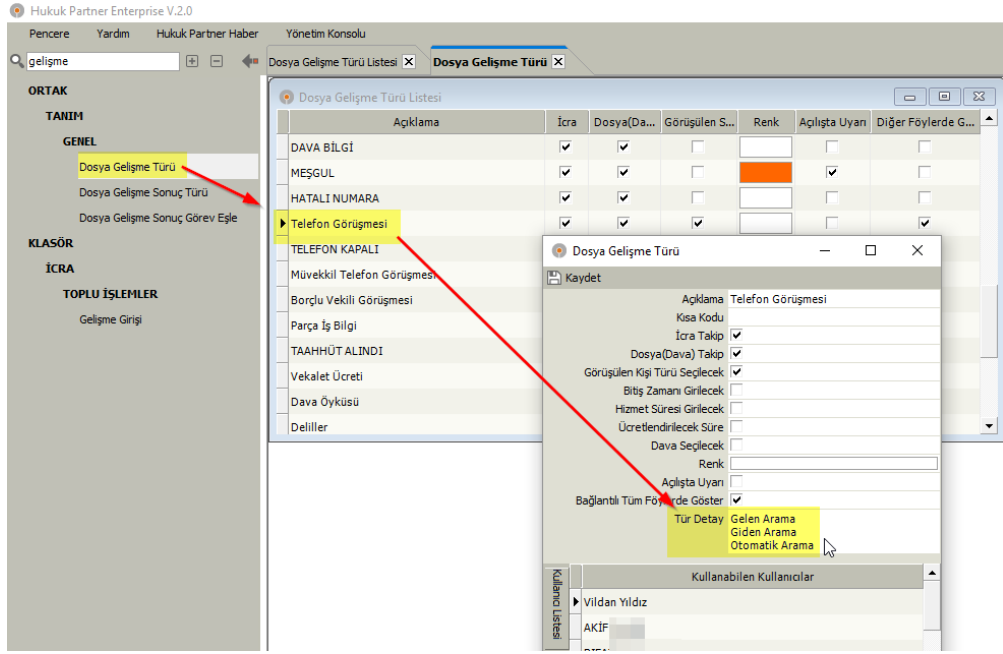 Hukuk Partner Enterprise V.2.0
Pencere Yardım Hukuk Partner Haber Yönetim Konsolu
gelişme
Dosya Gelişme Türü Listesi Dosya Gelişme Türü
ORTAK
TANIM
GENEL
Dosya Gelişme Türü
Dosya Gelişme Sonuç Türü
Dosya Gelişme Sonuç Görev Eşle
KLASÖR
İCRA
TOPLU İŞLEMLER
Gelişme Girişi
Dosya Gelişme Türü Listesi
Açıklama İcra Dosya(Da... Görüşülen S... Renk Açılışta Uyarı Diğer Föylerde G...
DAVA BİLGİ
MEŞGUL
HATALI NUMARA
Telefon Görüşmesi
TELEFON KAPALI
Müvekkil Telefon Görüşmesi
Borçlu Vekili Görüşmesi
Parça İş Bilgi
TAAHHÜT ALINDI
Vekalet Ücreti
Dava Öyküsü
Deliller
Dosya Gelişme Türü
Kaydet
Açıklama Telefon Görüşmesi
Kısa Kodu
İcra Takip
Dosya(Dava) Takip
Görüşülen Kişi Türü Seçilecek
Bitiş Zamanı Girilecek
Hizmet Süresi Girilecek
Ücretlendirilecek Süre
Dava Seçilecek
Renk
Açılışta Uyarı
Bağlantılı Tüm Föylerde Göster
Tür Detay Gelen Arama
Giden Arama
Otomatik Arama
Kullanıcı Listesi
Kullanabilen Kullanıcılar
Vildan Yıldız
AKİF